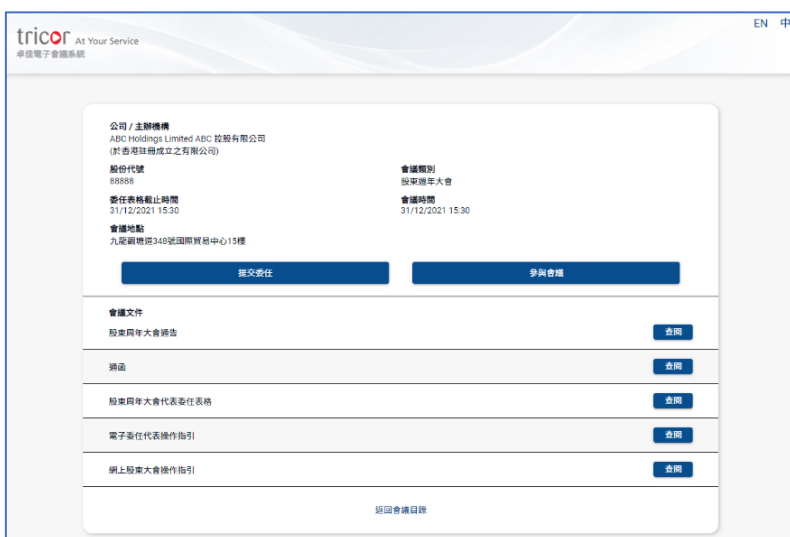 EN 中
tricor At Your Service
卓佳電子會議系統
公司 / 主辦機構
ABC Holdings Limited ABC 控股有限公司
(於香港註冊成立之有限公司)
股份代號
88888
會議類別
股東週年大會
委任表格截止時間
31/12/2021 15:30
會議時間
31/12/2021 15:30
會議地點
九龍觀塘道348號國際貿易中心15樓
提交委任
參與會議
會議文件
股東周年大會通告
查閱
通函
查閱
股東周年大會代表委任表格
查閱
電子委任代表操作指引
查閱
網上股東大會操作指引
查閱
返回會議目錄